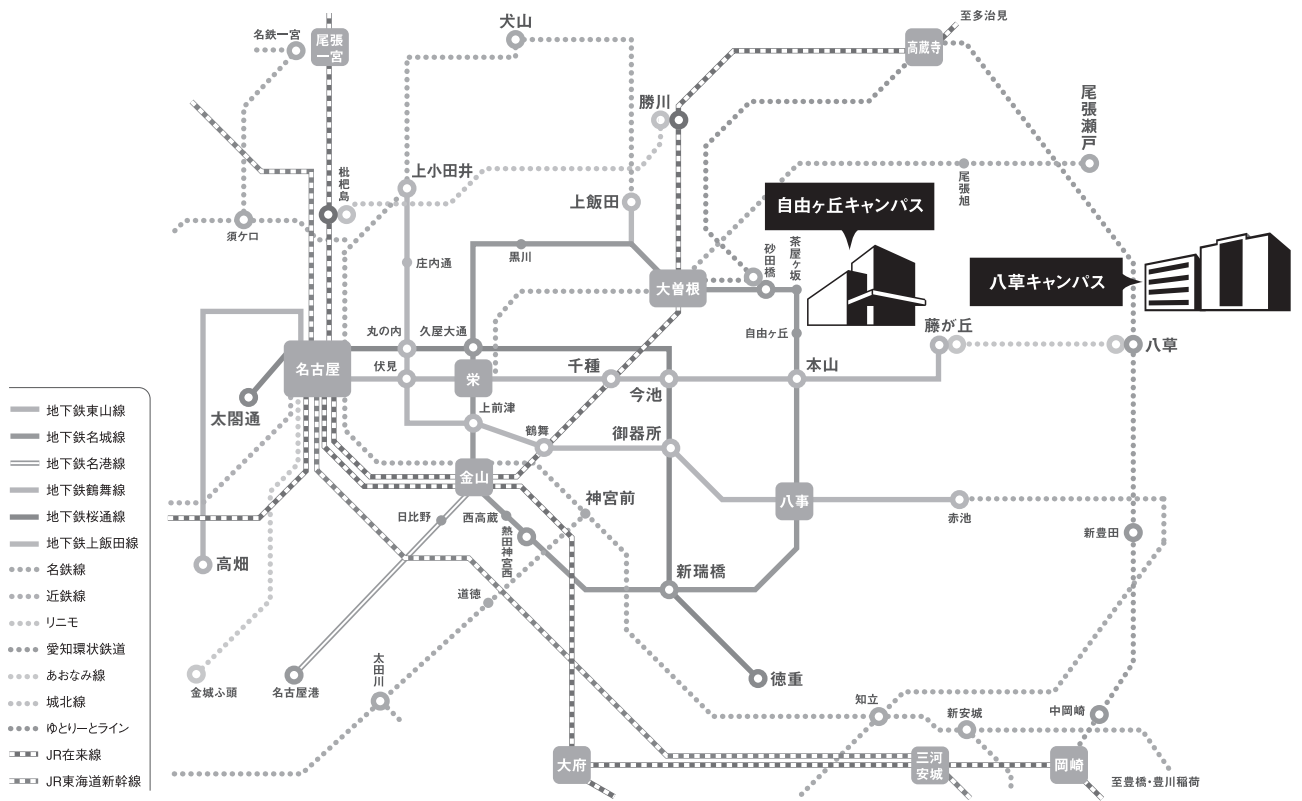 至多治見
犬山
名鉄一宮
尾張
一宮
高蔵寺
尾張瀬戸
勝川
枇杷島
上小田井
尾張旭
上飯田
自由ヶ丘キャンパス
須ケ口
茶屋ヶ坂
砂田橋
庄内通
黒川
八草キャンパス
大曽根
丸の内
久屋大通
自由ヶ丘
藤が丘
八草
名古屋
伏見
栄
千種
今池
本山
太閤通
上前津
鶴舞
御器所
金山
八事
神宮前
赤池
日比野
西高蔵
熱田神宮西
新豊田
高畑
新瑞橋
道徳
太田川
金城ふ頭
名古屋港
徳重
知立
新安城
中岡崎
大府
三河
安城
岡崎
至豊橋・豊川稲荷
地下鉄東山線
地下鉄名城線
地下鉄名港線
地下鉄鶴舞線
地下鉄桜通線
地下鉄上飯田線
名鉄線
近鉄線
リニモ
愛知環状鉄道
あおなみ線
城北線
ゆとりーとライン
JR在来線
JR東海道新幹線